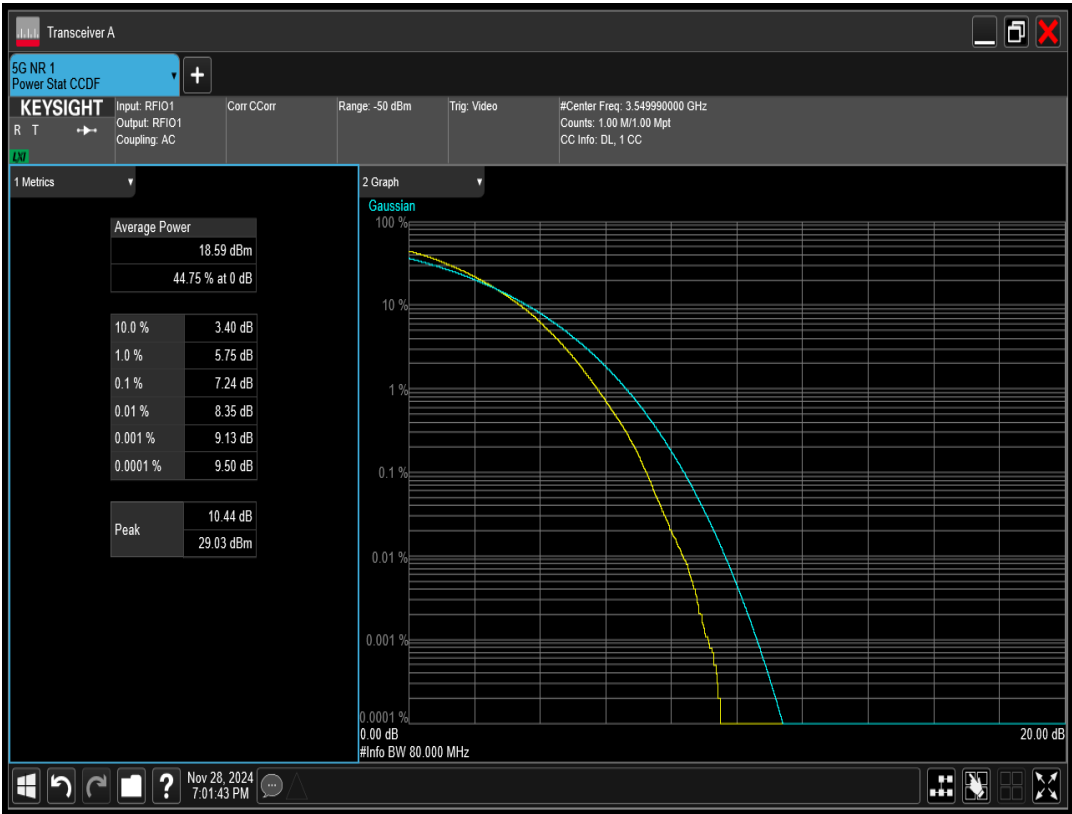 Transceiver A
5G NR 1
Power Stat CCDF
KEYSIGHT
R T
LXI
Input: RFIO1
Output: RFIO1
Coupling: AC
Corr CCorr
Range: -50 dBm
Trig: Video
#Center Freq: 3.549990000 GHz
Counts: 1.00 M/1.00 Mpt
CC Info: DL, 1 CC
1 Metrics
Average Power
18.59 dBm
44.75 % at 0 dB
10.0 % 3.40 dB
1.0 % 5.75 dB
0.1 % 7.24 dB
0.01 % 8.35 dB
0.001 % 9.13 dB
0.0001 % 9.50 dB
Peak
10.44 dB
29.03 dBm
2 Graph
Gaussian
100 %
10 %
1 %
0.1 %
0.01 %
0.001 %
0.0001 %
0.00 dB 20.00 dB
#Info BW 80.000 MHz
?
Nov 28, 2024
7:01:43 PM